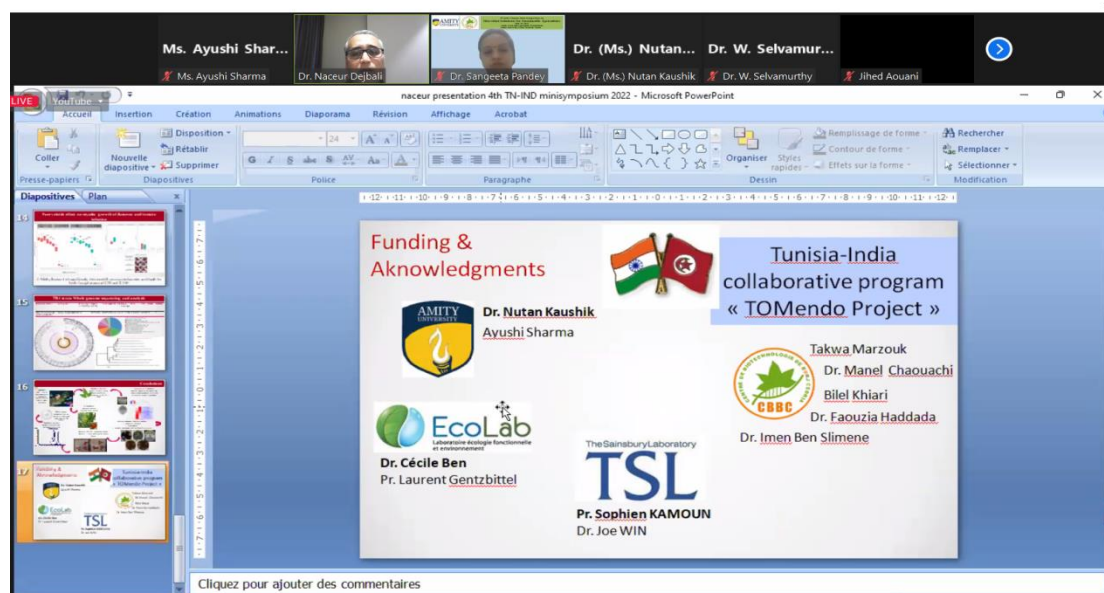 Ms. Ayushi Shar...
Dr. (Ms.) Nutan...
Dr. W. Selvamur...
Ms. Ayushi Sharma
Dr. Naceur Dejbali
Dr. Sangeeta Pandey
Dr. (Ms.) Nutan Kaushik
Dr. W. Selvamurthy
Jihed Aouani
LIVE
YouTube
naceur presentation 4th TN-IND minisymposium 2022 - Microsoft PowerPoint
Accueil
Insertion
Création
Animations
Diaporama
Révision
Affichage
Acrobat
Coller
Nouvelle
diapositive
Disposition
Rétablir
Supprimer
24
Organiser
Styles
rapides
Remplissage de forme
Contour de forme
Effets sur la forme
Rechercher
Remplacer
Sélectionner
Presse-papiers
Diapositives
Police
Paragraphe
Dessin
Modification
Diapositives
Plan
14
15
16
17
Funding &
Aknowledgments
Tunisia-India
collaborative program
« TOMendo Project »
AMITY
UNIVERSITY
Dr. Nutan Kaushik
Ayushi Sharma
Takwa Marzouk
Dr. Manel Chaouachi
Bilel Khiari
Dr. Faouzia Haddada
Dr. Imen Ben Slimene
CBBC
EcoLab
Laboratoire écologie fonctionnelle
et environnement
Dr. Cécile Ben
Pr. Laurent Gentzbittel
The Sainsbury Laboratory
TSL
Pr. Sophien KAMOUN
Dr. Joe WIN
Cliquez pour ajouter des commentaires